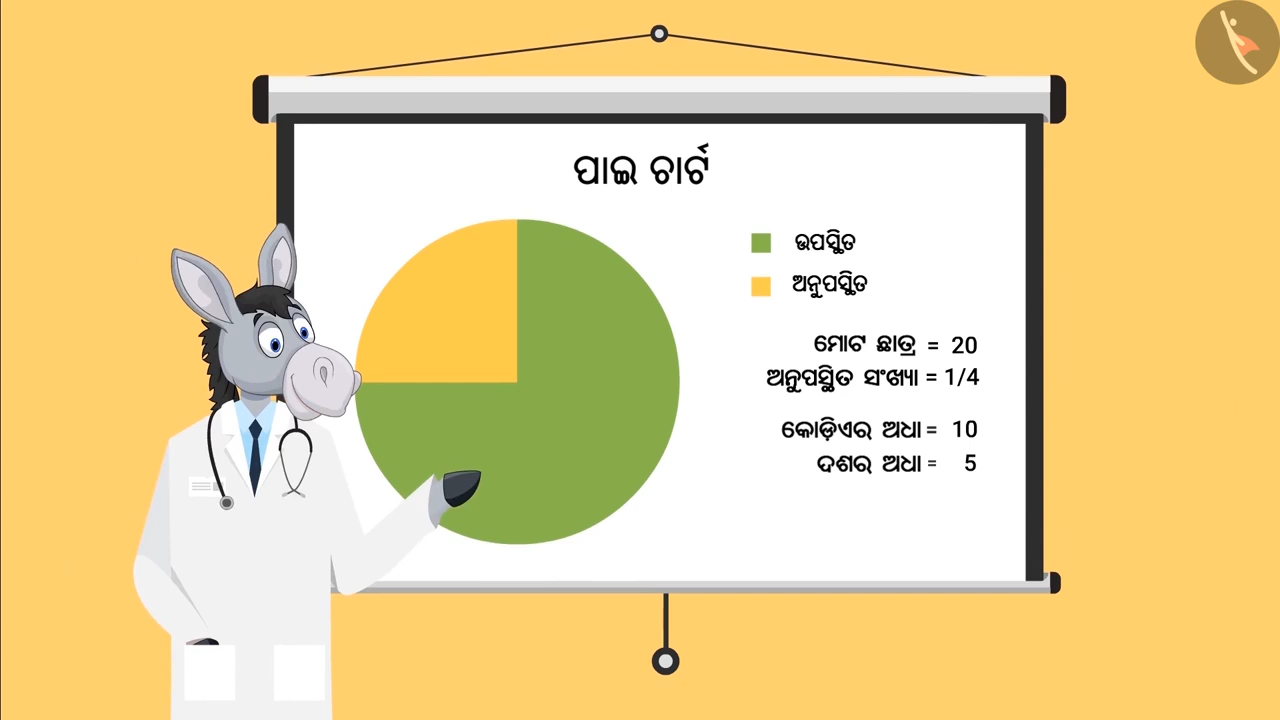 ପାଇ ଚାର୍ଟ
ଉପସ୍ଥିତ
ଅନୁପସ୍ଥିତ
ମୋଟ ଛାତ୍ର = 20
ଅନୁପସ୍ଥିତ ସଂଖ୍ୟା = 1/4
କୋଡ଼ିଏର ଅଧା = 10
ଦଶର ଅଧା = 5